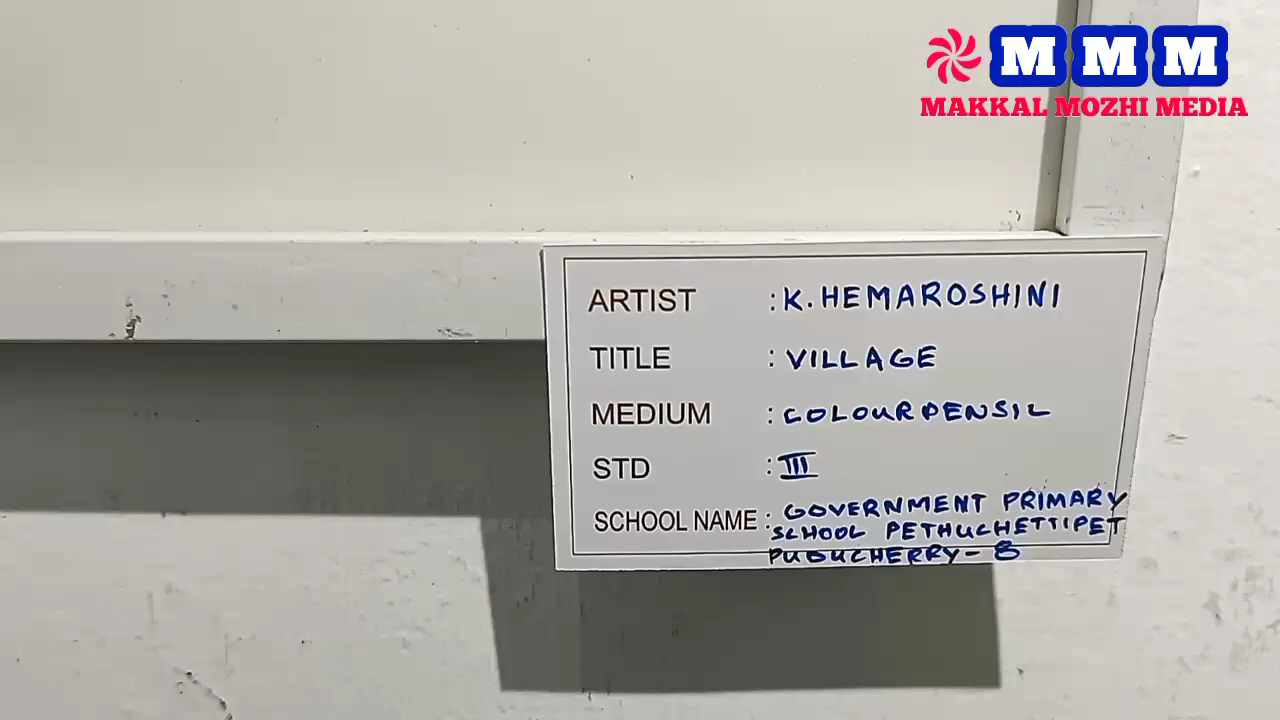 M M M
MAKKAL MOZHI MEDIA
ARTIST : K. HEMAROSHINI
TITLE : VILLAGE
MEDIUM : COLOURPENSIL
STD : III
SCHOOL NAME : GOVERNMENT PRIMARY
SCHOOL PETHUCHETTIPET
PUDUCHERRY - 8